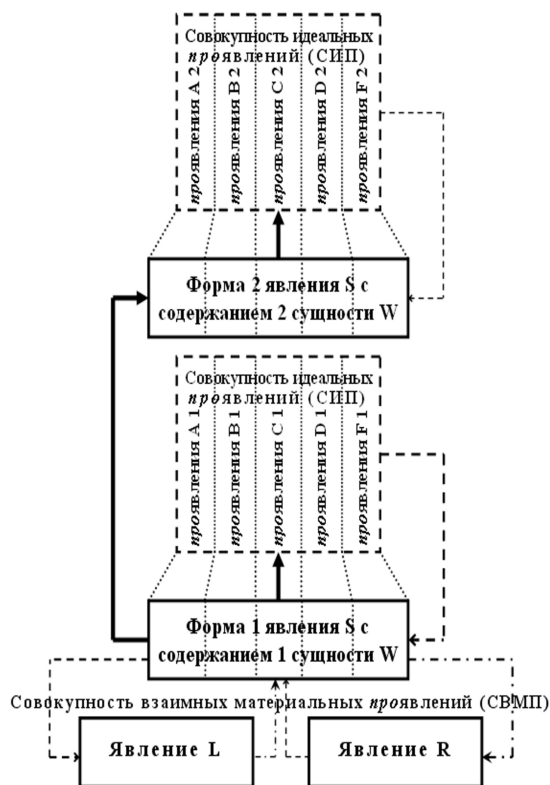 Совокупность идеальных
проявлений (СИП)
проявления A 2
проявления B 2
проявления C 2
проявления D 2
проявления F 2
Форма 2 явления S с
содержанием 2 сущности W
Совокупность идеальных
проявлений (СИП)
проявления A 1
проявления B 1
проявления C 1
проявления D 1
проявления F 1
Форма 1 явления S с
содержанием 1 сущности W
Совокупность взаимных материальных проявлений (СВМП)
Явление L
Явление R